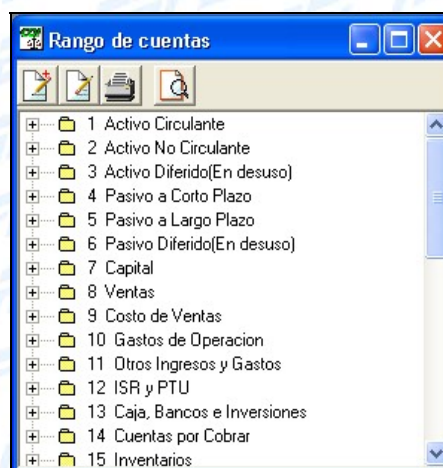 Rango de cuentas
1 Activo Circulante
2 Activo No Circulante
3 Activo Diferido(En desuso)
4 Pasivo a Corto Plazo
5 Pasivo a Largo Plazo
6 Pasivo Diferido(En desuso)
7 Capital
8 Ventas
9 Costo de Ventas
10 Gastos de Operacion
11 Otros Ingresos y Gastos
12 ISR y PTU
13 Caja, Bancos e Inversiones
14 Cuentas por Cobrar
15 Inventarios